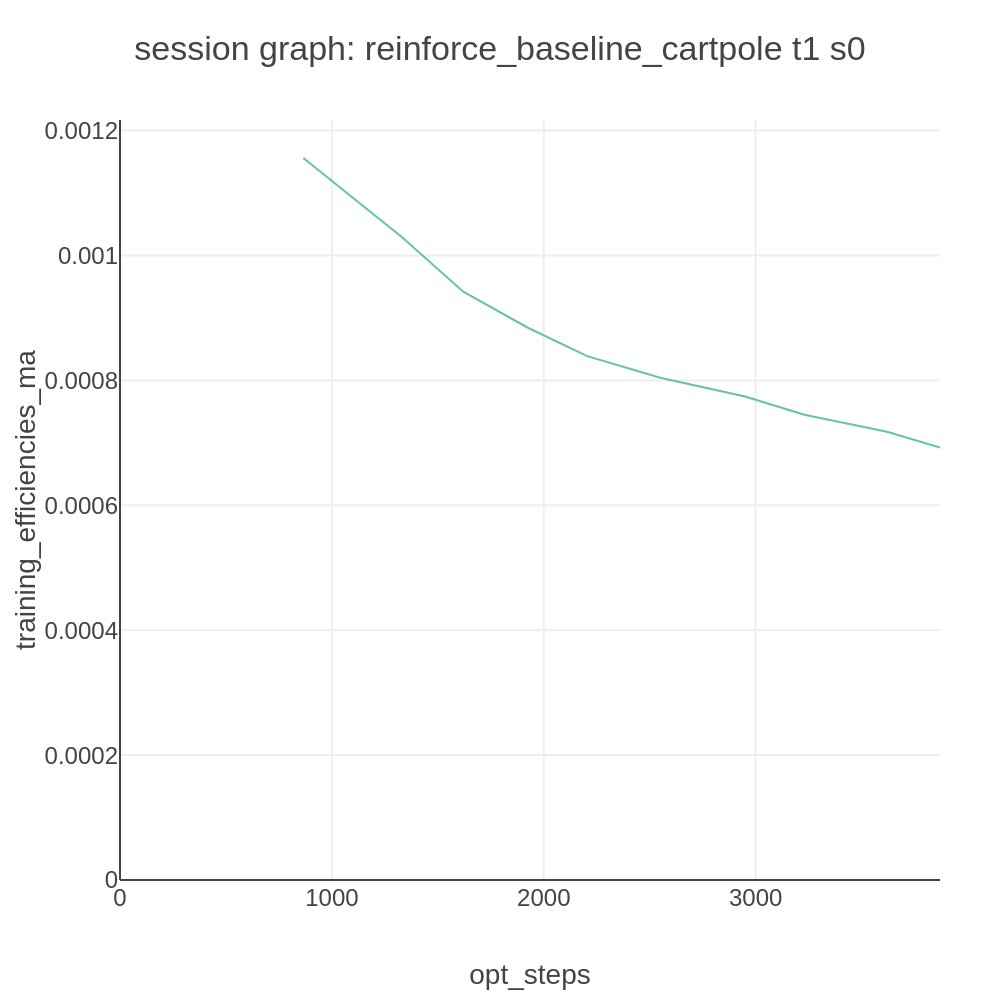 session graph: reinforce_baseline_cartpole t1 s0
training_efficiencies_ma
0.0012
0.001
0.0008
0.0006
0.0004
0.0002
0
0 1000 2000 3000
opt_steps